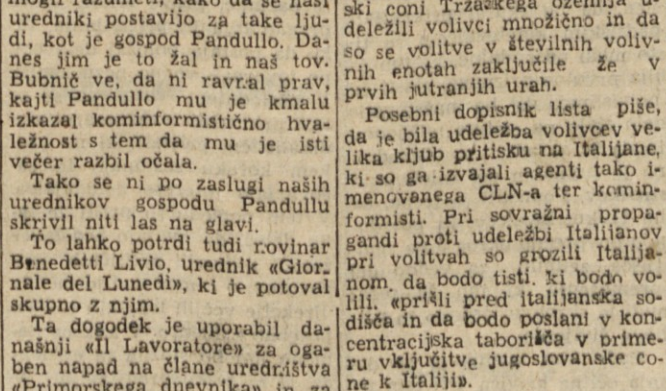 mogli razumeti, kako da se naši
uredniki postavijo za take lju-
di, kot je gospod Pandullo. Da-
nes jim je to žal in naš tov.
Bubnič ve, da ni ravnal prav,
kajti Pandullo mu je kmalu
izkazal kominformistično hva-
ležnost s tem da mu je isti
večer razbil očala.
Tako se ni po zaslugi naših
urednikov gospodu Pandullu
skrivil niti las na glavi.
To lahko potrdi tudi novinar
Benedetti Livio, urednik «Gior-
nale del Lunedi», ki je potoval
skupno z njim.
Ta dogodek je uporabil da-
našnji «Il Lavoratore» za oga-
ben napad na člane uredništva
«Primorskega dnevnika» in za
ski coni Tržaškega ozemlja u-
deležili volivci množično in da
so se volitve v številnih voliv-
nih enotah zaključile že v
prvih jutranjih urah.
Posebni dopisnik lista piše,
da je bila udeležba volivcev ve-
lika kljub pritisku na Italijane,
ki so ga izvajali agenti tako i-
menovanega CLN-a ter komin-
formisti. Pri sovražni propa-
gandi proti udeležbi Italijanov
pri volitvah so grozili Italija-
nom, da bodo tisti, ki bodo vo-
lili, «prišli pred italijanska so-
dišča in da bodo poslani v kon-
centracijska taborišča v prime-
ru vključitve jugoslovanske co-
ne k Italiji».